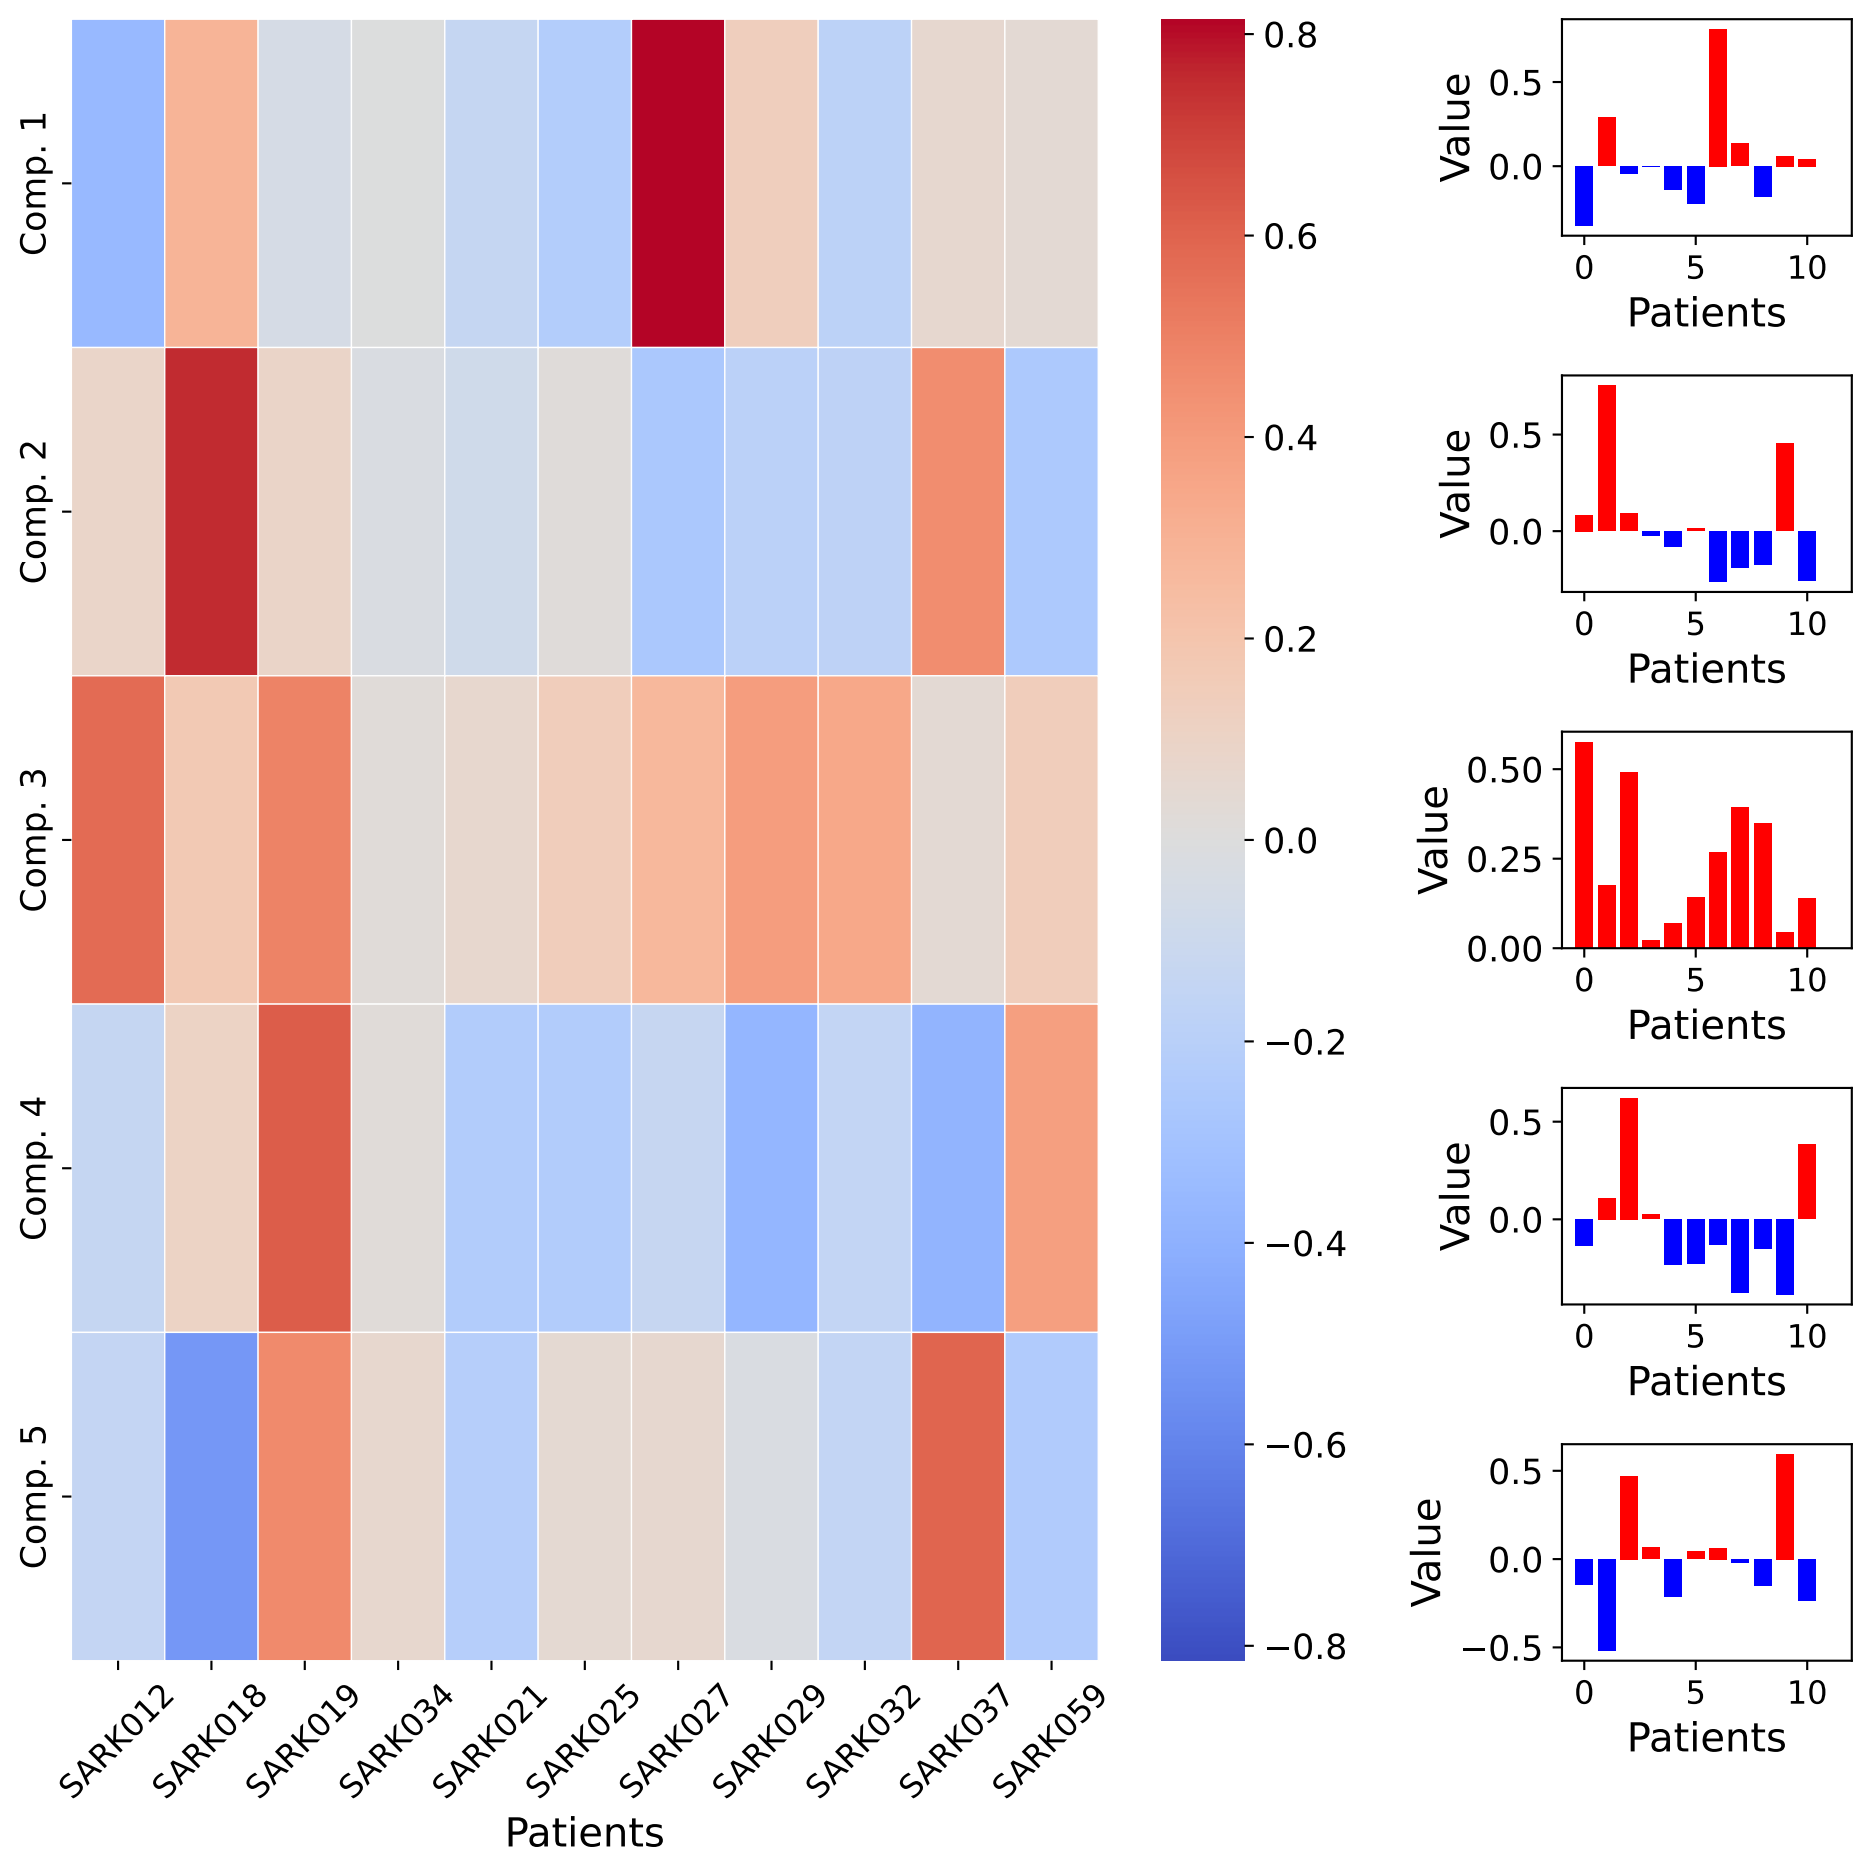 Comp. 1
Comp. 2
Comp. 3
Comp. 4
Comp. 5
SARK012
SARK018
SARK019
SARK034
SARK021
SARK025
SARK027
SARK029
SARK032
SARK037
SARK059
Patients
0.8
0.6
0.4
0.2
0.0
−0.2
−0.4
−0.6
−0.8
Value
0.5
0.0
0 5 10
Patients
Value
0.5
0.0
0 5 10
Patients
Value
0.50
0.25
0.00
0 5 10
Patients
Value
0.5
0.0
0 5 10
Patients
Value
0.5
0.0
−0.5
0 5 10
Patients